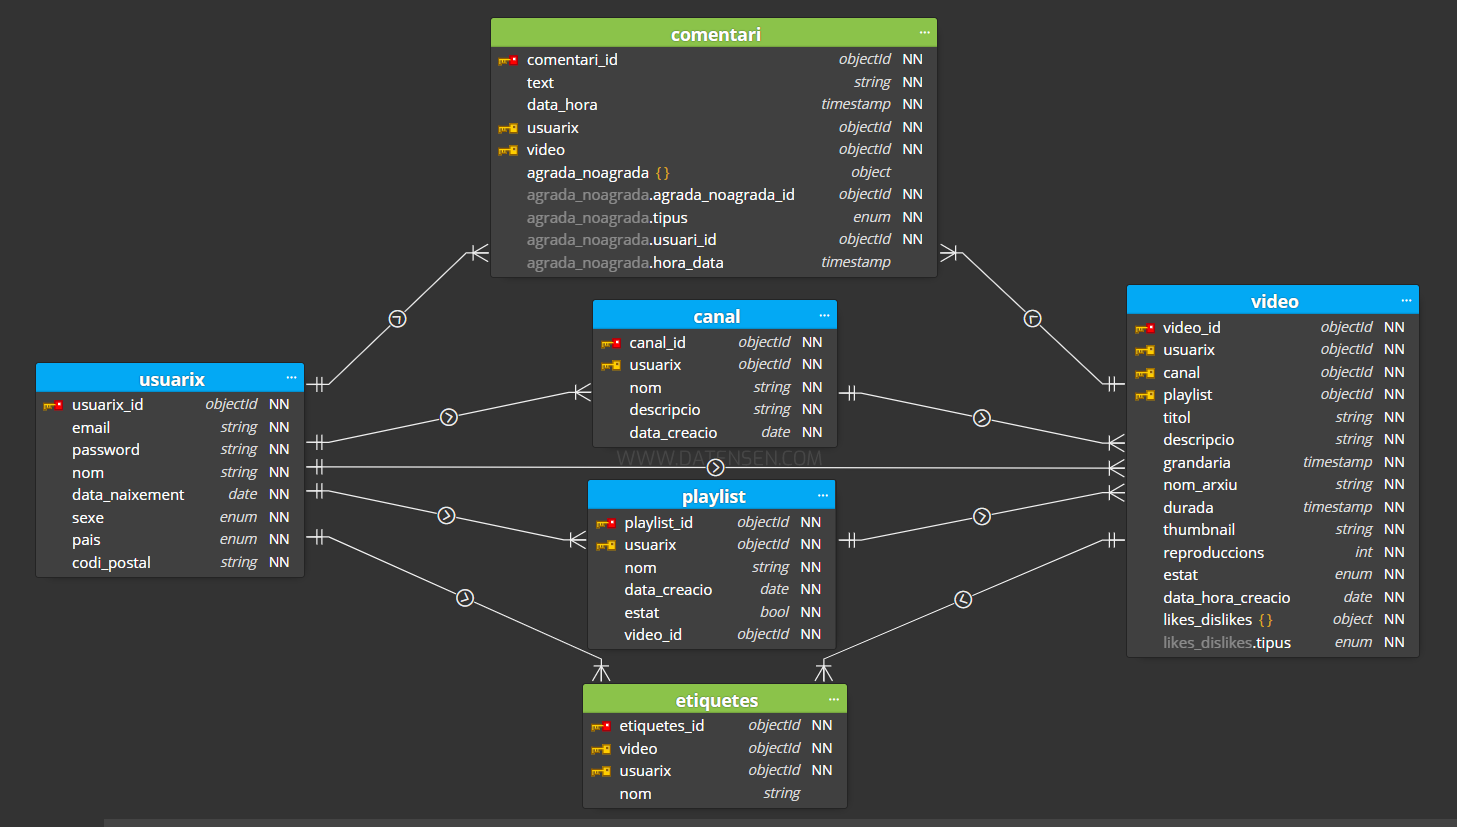 comentari ...
comentari_id objectId NN
text string NN
data_hora timestamp NN
usuarix objectId NN
video objectId NN
agrada_noagrada { } object
agrada_noagrada.agrada_noagrada_id objectId NN
agrada_noagrada.tipus enum NN
agrada_noagrada.usuari_id objectId NN
agrada_noagrada.hora_data timestamp
canal ...
canal_id objectId NN
usuarix objectId NN
nom string NN
descripcio string NN
data_creacio date NN
video ...
video_id objectId NN
usuarix objectId NN
canal objectId NN
playlist objectId NN
titol string NN
descripcio string NN
grandaria timestamp NN
nom_arxiu string NN
durada timestamp NN
thumbnail string NN
reproduccions int NN
estat enum NN
data_hora_creacio date NN
likes_dislikes { } object NN
likes_dislikes.tipus enum NN
usuarix ...
usuarix_id objectId NN
email string NN
password string NN
nom string NN
data_naixement date NN
sexe enum NN
pais enum NN
codi_postal string NN
WWW.DATENSEN.COM
playlist ...
playlist_id objectId NN
usuarix objectId NN
nom string NN
data_creacio date NN
estat bool NN
video_id objectId NN
etiquetes ...
etiquetes_id objectId NN
video objectId NN
usuarix objectId NN
nom string